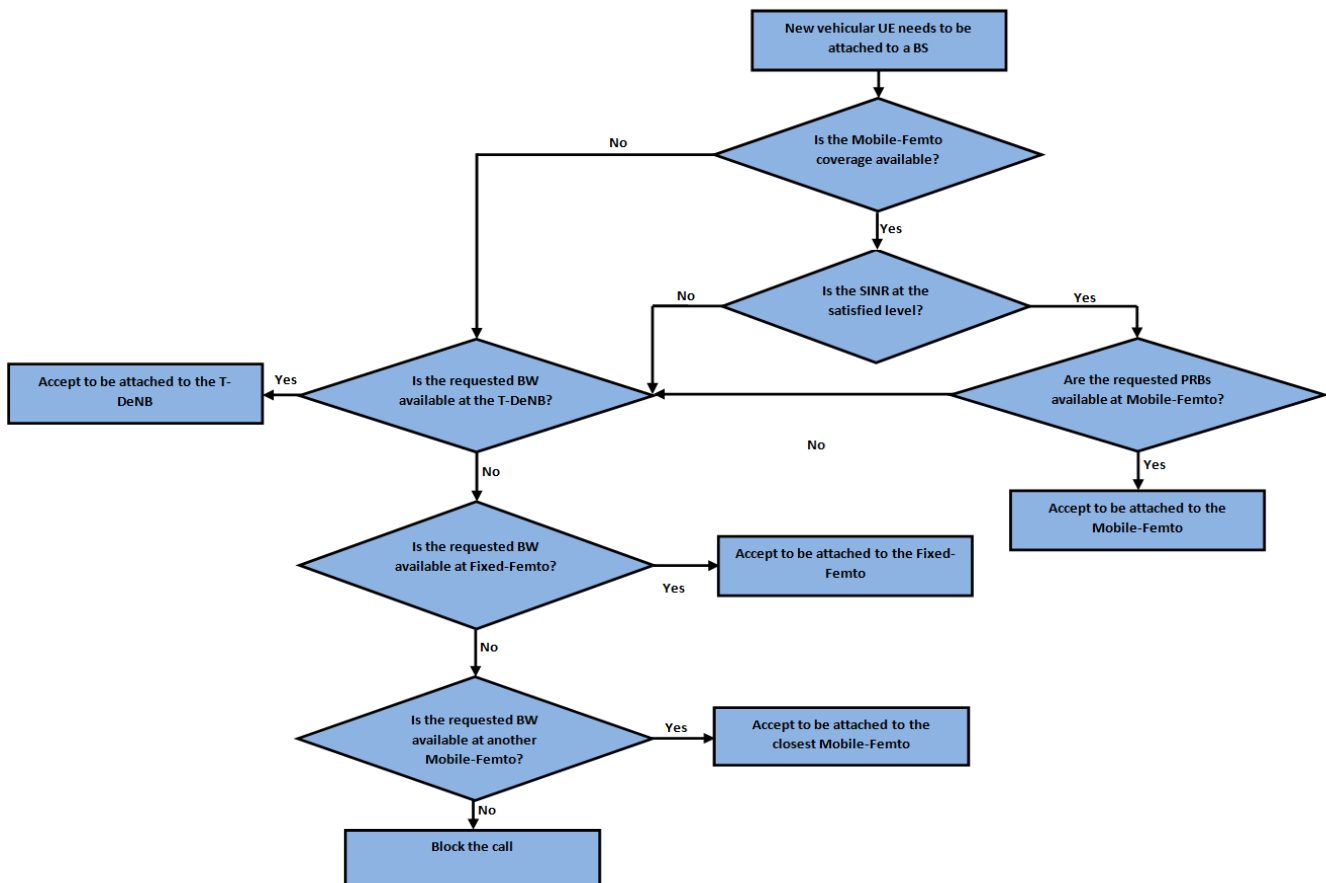 New vehicular UE needs to be
attached to a BS
Is the Mobile-Femto
coverage available?
No
Yes
Is the SINR at the
satisfied level?
No
Yes
Accept to be attached to the T-
DeNB
Yes
Is the requested BW
available at the T-DeNB?
Are the requested PRBs
available at Mobile-Femto?
No
No
Yes
Accept to be attached to the
Mobile-Femto
Is the requested BW
available at Fixed-Femto?
Yes
Accept to be attached to the Fixed-
Femto
No
Is the requested BW
available at another
Mobile-Femto?
Yes
Accept to be attached to the
closest Mobile-Femto
No
Block the call